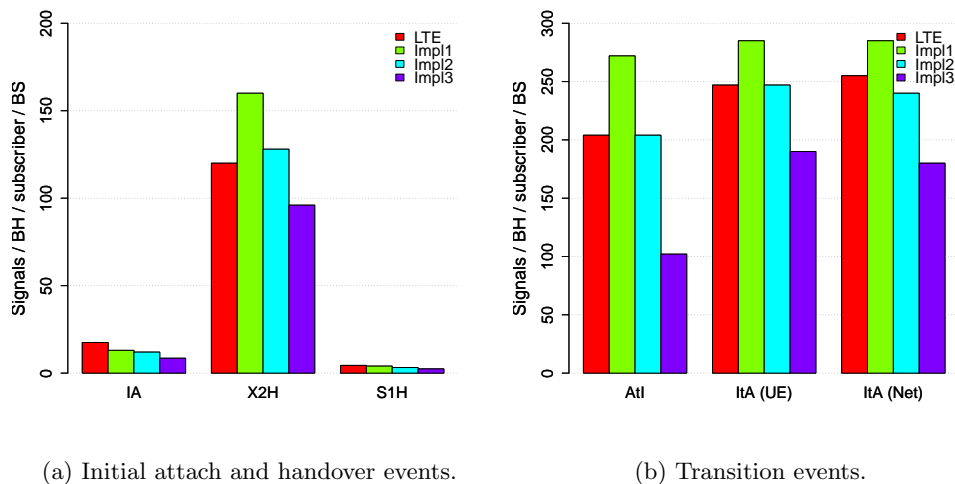 Signals / BH / subscriber / BS
200
150
100
50
0
LTE
Impl1
Impl2
Impl3
IA
X2H
S1H
(a) Initial attach and handover events.
Signals / BH / subscriber / BS
300
250
200
150
100
50
0
LTE
Impl1
Impl2
Impl3
AtI
ItA (UE)
ItA (Net)
(b) Transition events.